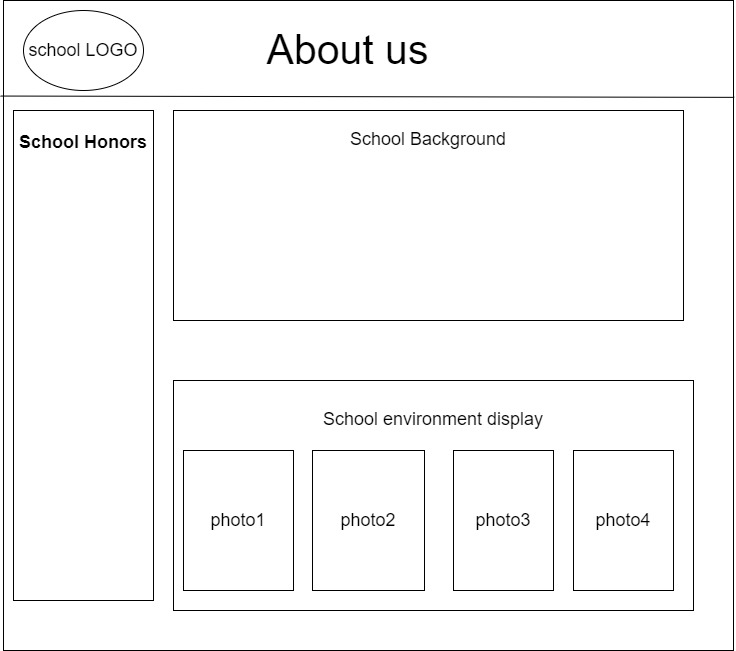 school LOGO
About us
School Honors
School Background
School environment display
photo1
photo2
photo3
photo4